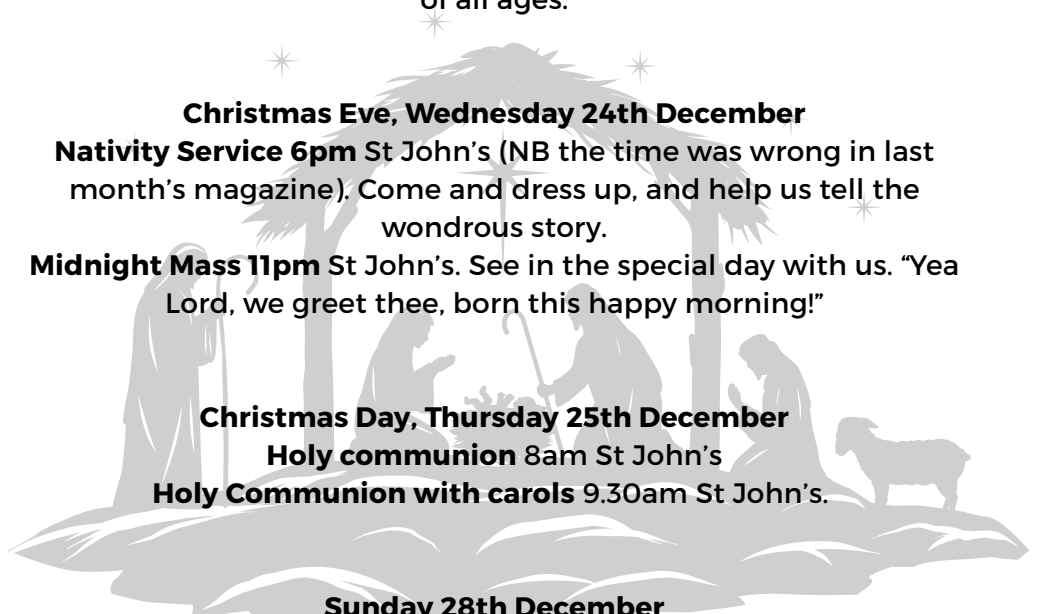 of all ages.
Christmas Eve, Wednesday 24th December
Nativity Service 6pm St John’s (NB the time was wrong in last
month’s magazine). Come and dress up, and help us tell the
wondrous story.
Midnight Mass 11pm St John’s. See in the special day with us. “Yea
Lord, we greet thee, born this happy morning!”
Christmas Day, Thursday 25th December
Holy communion 8am St John’s
Holy Communion with carols 9.30am St John’s.
Sunday 28th December